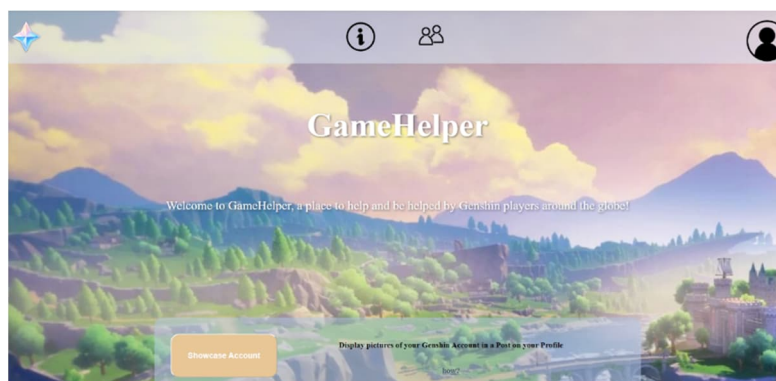 GameHelper
Welcome to GameHelper, a place to help and be helped by Genshin players around the globe!
Showcase Account
Display pictures of your Genshin Account in a Post on your Profile
how?